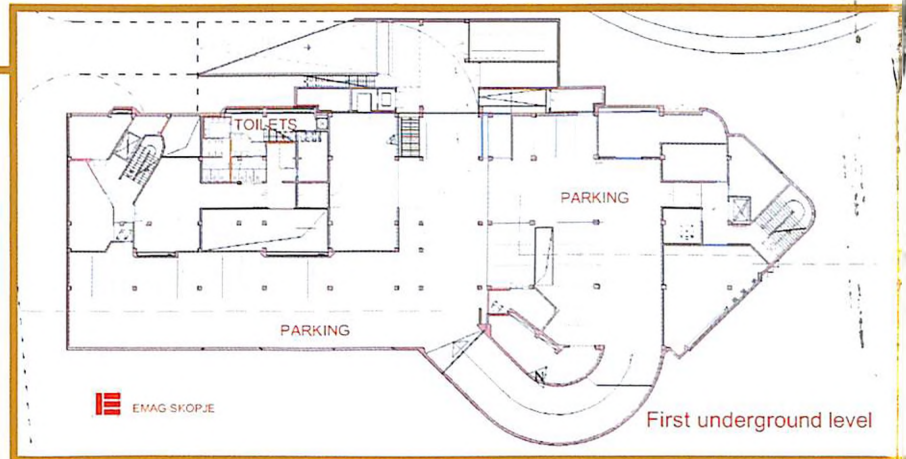 TOILETS
PARKING
PARKING
N
EMAG SKOPJE
First underground level